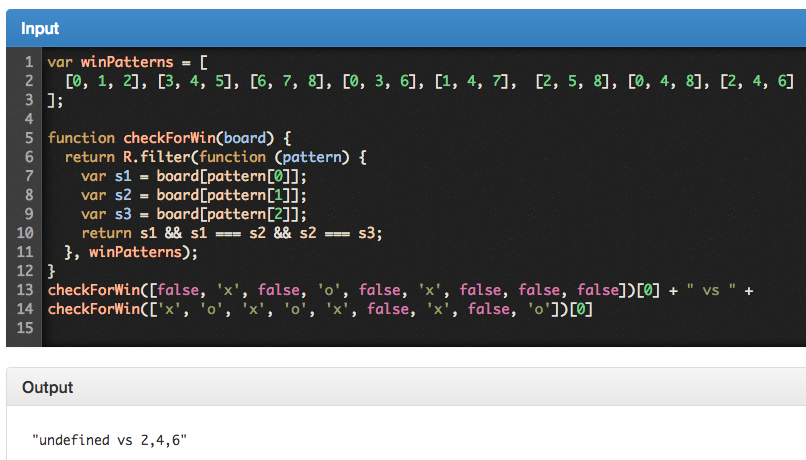 Input
1 var winPatterns = [
2   [0, 1, 2], [3, 4, 5], [6, 7, 8], [0, 3, 6], [1, 4, 7],  [2, 5, 8], [0, 4, 8], [2, 4, 6]
3 ];
4
5 function checkForWin(board) {
6   return R.filter(function (pattern) {
7     var s1 = board[pattern[0]];
8     var s2 = board[pattern[1]];
9     var s3 = board[pattern[2]];
10     return s1 && s1 === s2 && s2 === s3;
11   }, winPatterns);
12 }
13 checkForWin([false, 'x', false, 'o', false, 'x', false, false, false])[0] + " vs " +
14 checkForWin(['x', 'o', 'x', 'o', 'x', false, 'x', false, 'o'])[0]
15
Output
"undefined vs 2,4,6"